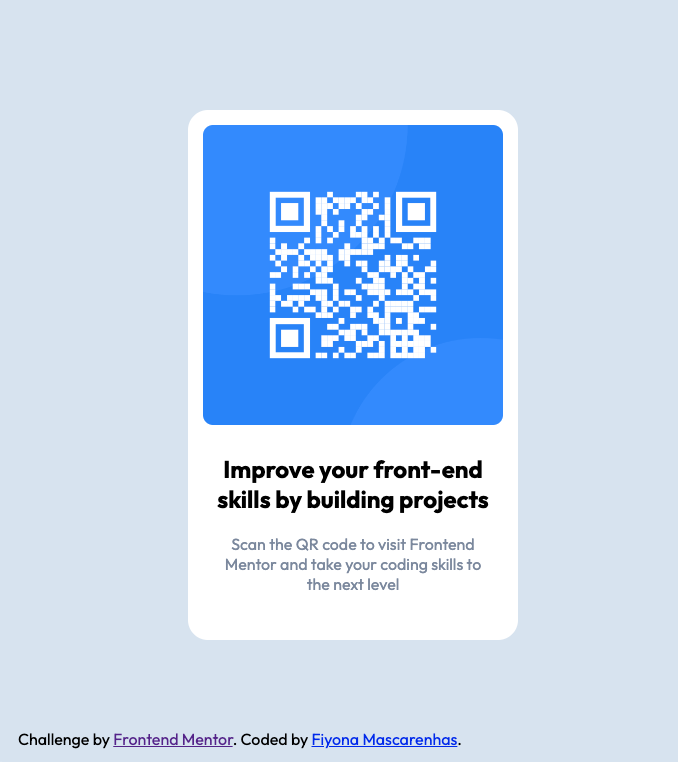 Improve your front-end
skills by building projects
Scan the QR code to visit Frontend
Mentor and take your coding skills to
the next level
Challenge by Frontend Mentor. Coded by Fiyona Mascarenhas.